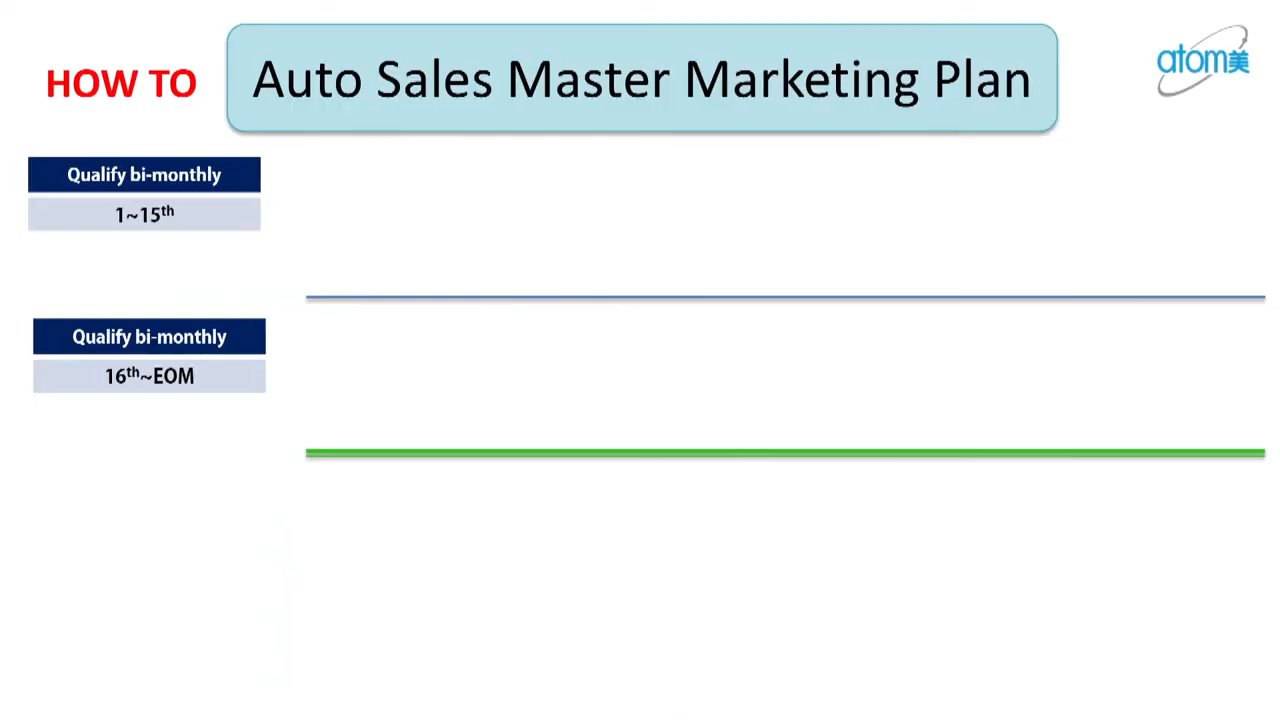 HOW TO
Auto Sales Master Marketing Plan
atom美
Qualify bi-monthly
1~15th
Qualify bi-monthly
16th~EOM